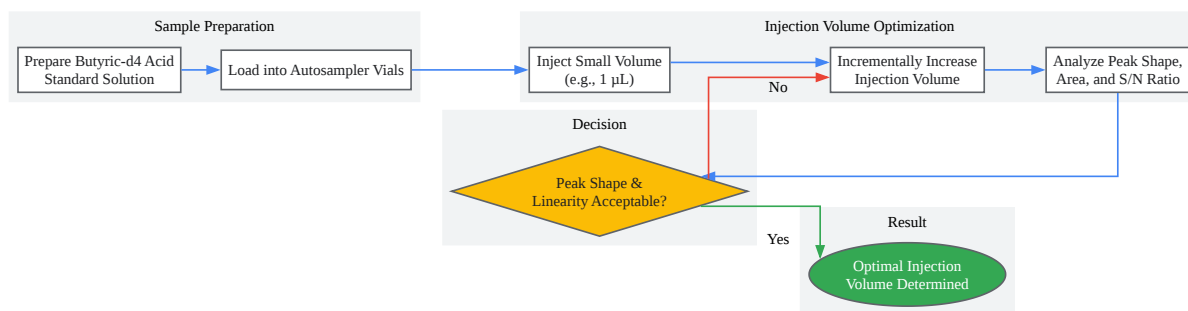 Sample Preparation
Prepare Butyric-d4 Acid
Standard Solution
Load into Autosampler Vials
Injection Volume Optimization
Inject Small Volume
(e.g., 1 µL)
Incrementally Increase
Injection Volume
Analyze Peak Shape,
Area, and S/N Ratio
No
Decision
Peak Shape &
Linearity Acceptable?
Yes
Result
Optimal Injection
Volume Determined